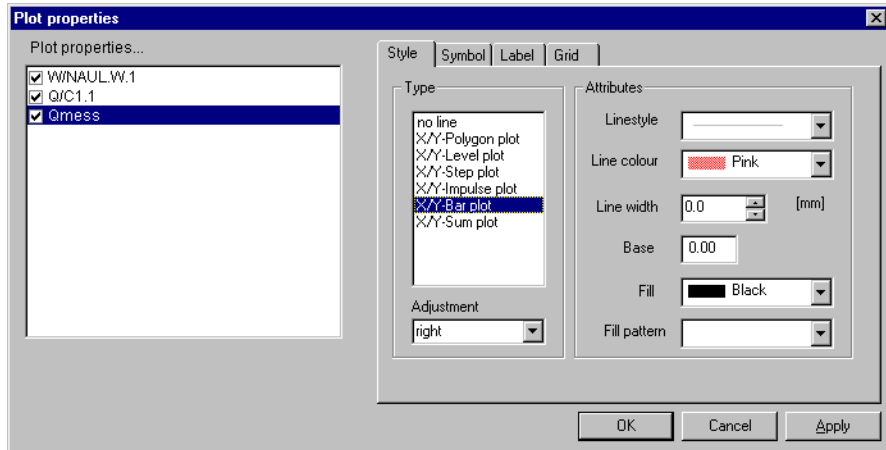 Plot properties
Plot properties...
W/NAUL.W.1
Q/C1.1
Qmess
Style Symbol Label Grid
Type
no line
X/Y-Polygon plot
X/Y-Level plot
X/Y-Step plot
X/Y-Impulse plot
X/Y-Bar plot
X/Y-Sum plot
Adjustment
right
Attributes
Linestyle
Line colour Pink
Line width 0.0 [mm]
Base 0.00
Fill Black
Fill pattern
OK Cancel Apply